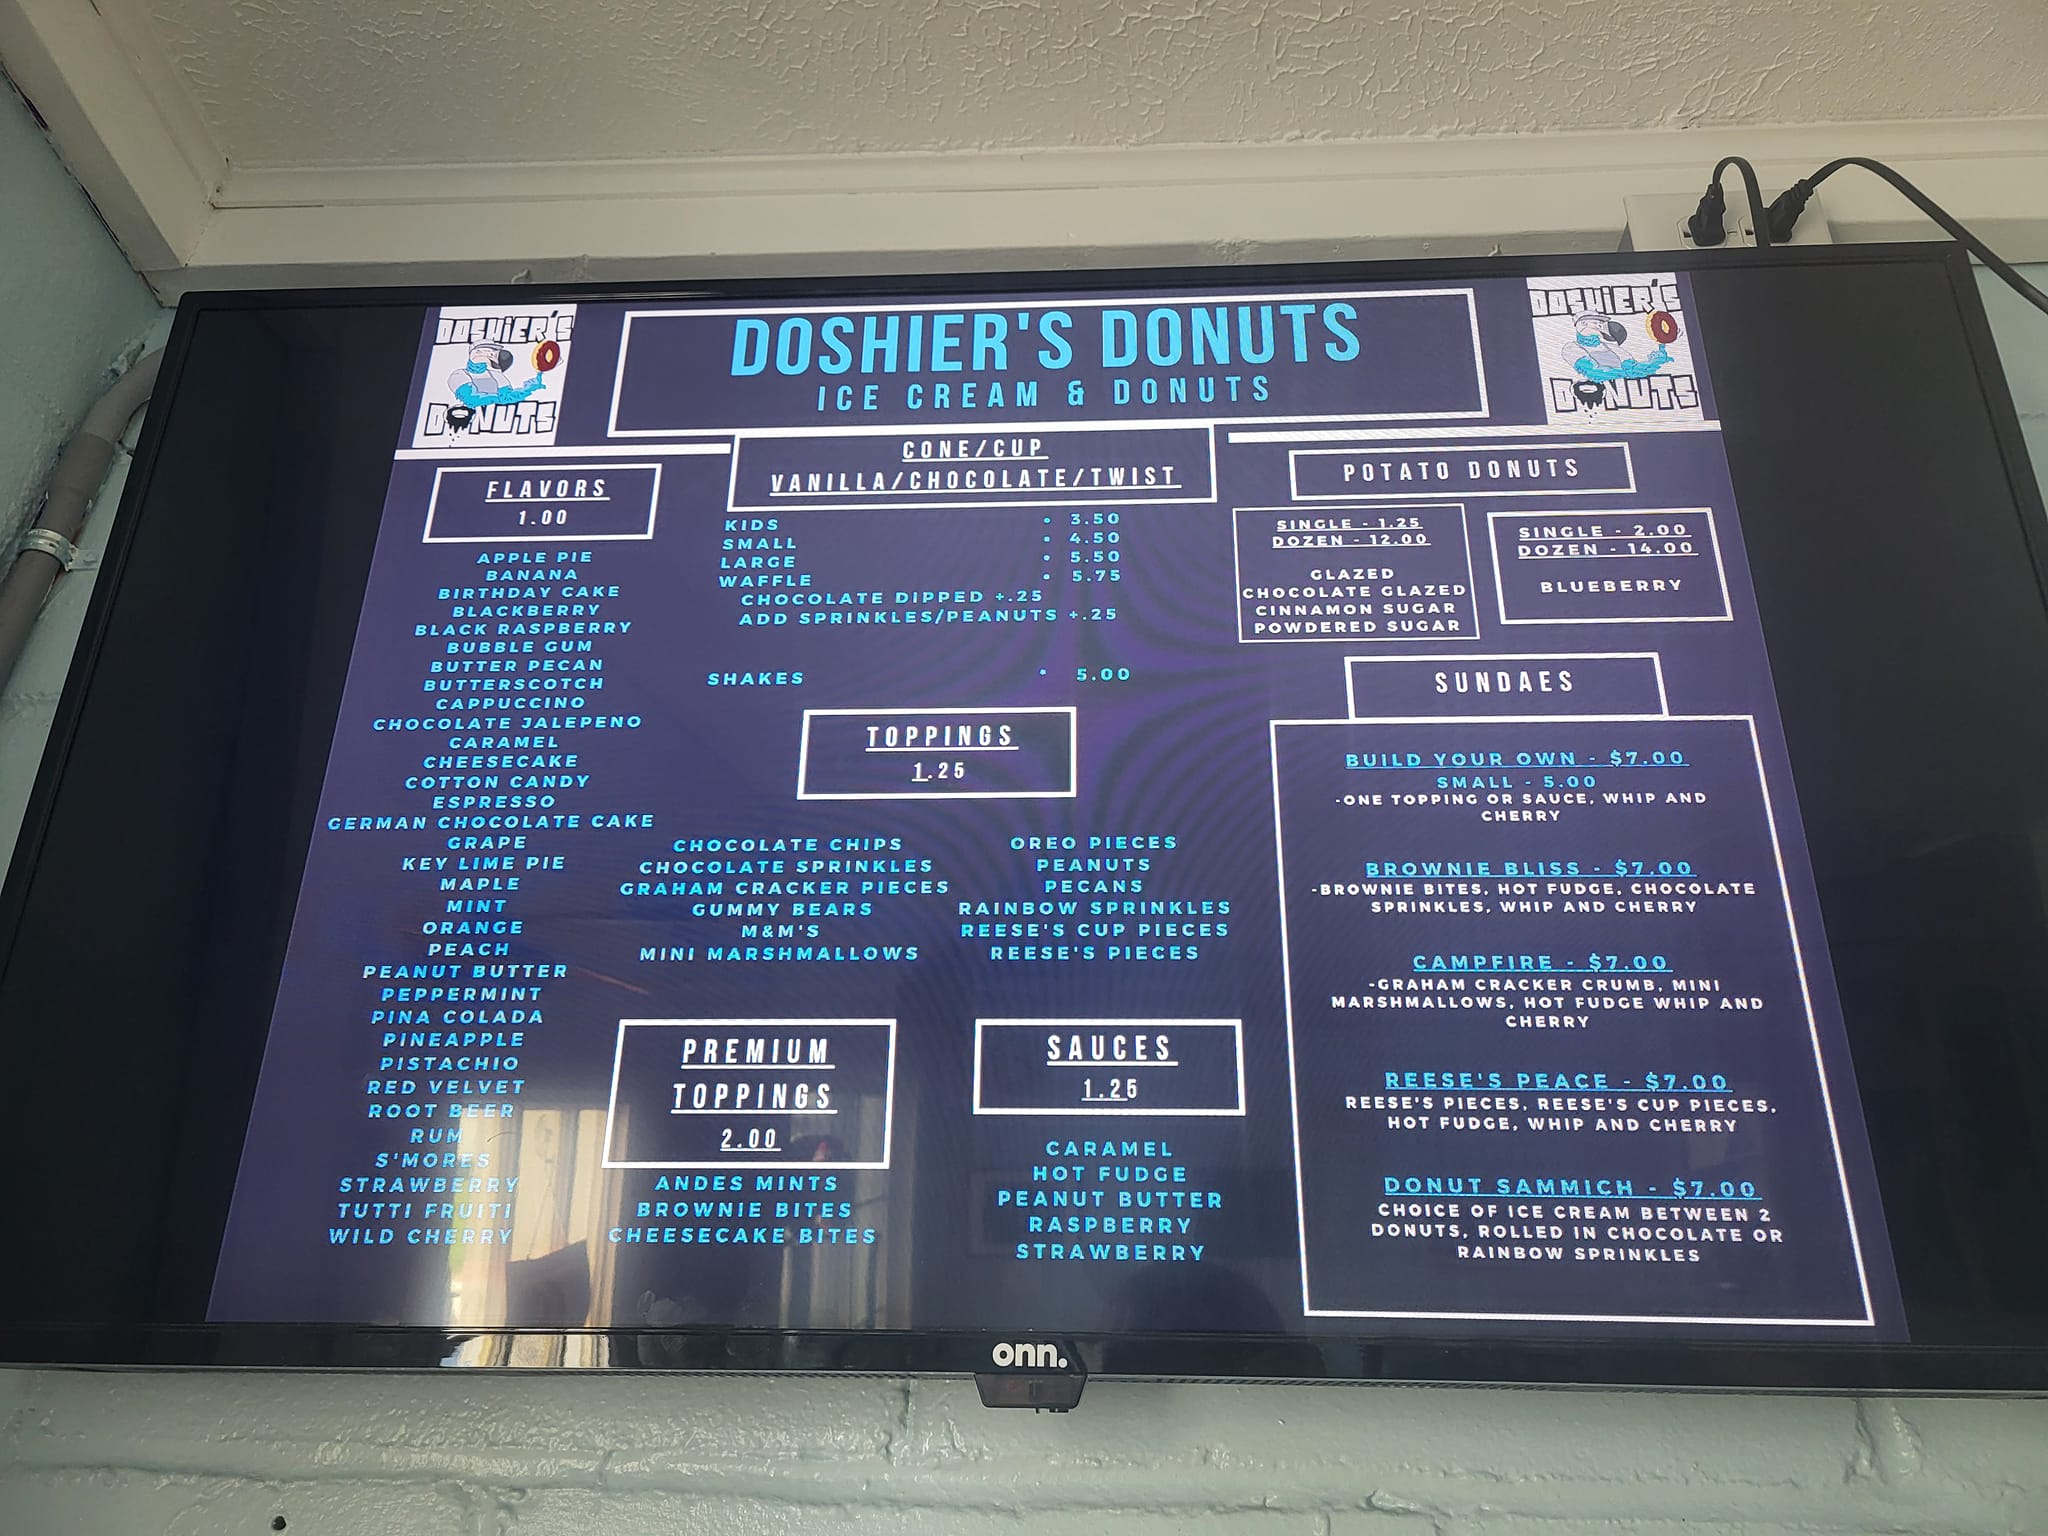 DOSHIER'S
DONUTS
DOSHIER'S DONUTS
ICE CREAM & DONUTS
DOSHIER'S
DONUTS
FLAVORS
1.00
APPLE PIE
BANANA
BIRTHDAY CAKE
BLACKBERRY
BLACK RASPBERRY
BUBBLE GUM
BUTTER PECAN
BUTTERSCOTCH
CAPPUCCINO
CHOCOLATE JALEPENO
CARAMEL
CHEESECAKE
COTTON CANDY
ESPRESSO
GERMAN CHOCOLATE CAKE
GRAPE
KEY LIME PIE
MAPLE
MINT
ORANGE
PEACH
PEANUT BUTTER
PEPPERMINT
PINA COLADA
PINEAPPLE
PISTACHIO
RED VELVET
ROOT BEER
RUM
S'MORES
STRAWBERRY
TUTTI FRUITI
WILD CHERRY
CONE/CUP
VANILLA/CHOCOLATE/TWIST
KIDS • 3.50
SMALL • 4.50
LARGE • 5.50
WAFFLE • 5.75
CHOCOLATE DIPPED +.25
ADD SPRINKLES/PEANUTS +.25
SHAKES • 5.00
TOPPINGS
1.25
CHOCOLATE CHIPS
CHOCOLATE SPRINKLES
GRAHAM CRACKER PIECES
GUMMY BEARS
M&M'S
MINI MARSHMALLOWS
OREO PIECES
PEANUTS
PECANS
RAINBOW SPRINKLES
REESE'S CUP PIECES
REESE'S PIECES
PREMIUM
TOPPINGS
2.00
ANDES MINTS
BROWNIE BITES
CHEESECAKE BITES
SAUCES
1.25
CARAMEL
HOT FUDGE
PEANUT BUTTER
RASPBERRY
STRAWBERRY
POTATO DONUTS
SINGLE - 1.25
DOZEN - 12.00
GLAZED
CHOCOLATE GLAZED
CINNAMON SUGAR
POWDERED SUGAR
SINGLE - 2.00
DOZEN - 14.00
BLUEBERRY
SUNDAES
BUILD YOUR OWN - $7.00
SMALL - 5.00
-ONE TOPPING OR SAUCE, WHIP AND
CHERRY
BROWNIE BLISS - $7.00
-BROWNIE BITES, HOT FUDGE, CHOCOLATE
SPRINKLES, WHIP AND CHERRY
CAMPFIRE - $7.00
-GRAHAM CRACKER CRUMB, MINI
MARSHMALLOWS, HOT FUDGE WHIP AND
CHERRY
REESE'S PEACE - $7.00
REESE'S PIECES, REESE'S CUP PIECES,
HOT FUDGE, WHIP AND CHERRY
DONUT SAMMICH - $7.00
CHOICE OF ICE CREAM BETWEEN 2
DONUTS, ROLLED IN CHOCOLATE OR
RAINBOW SPRINKLES
onn.